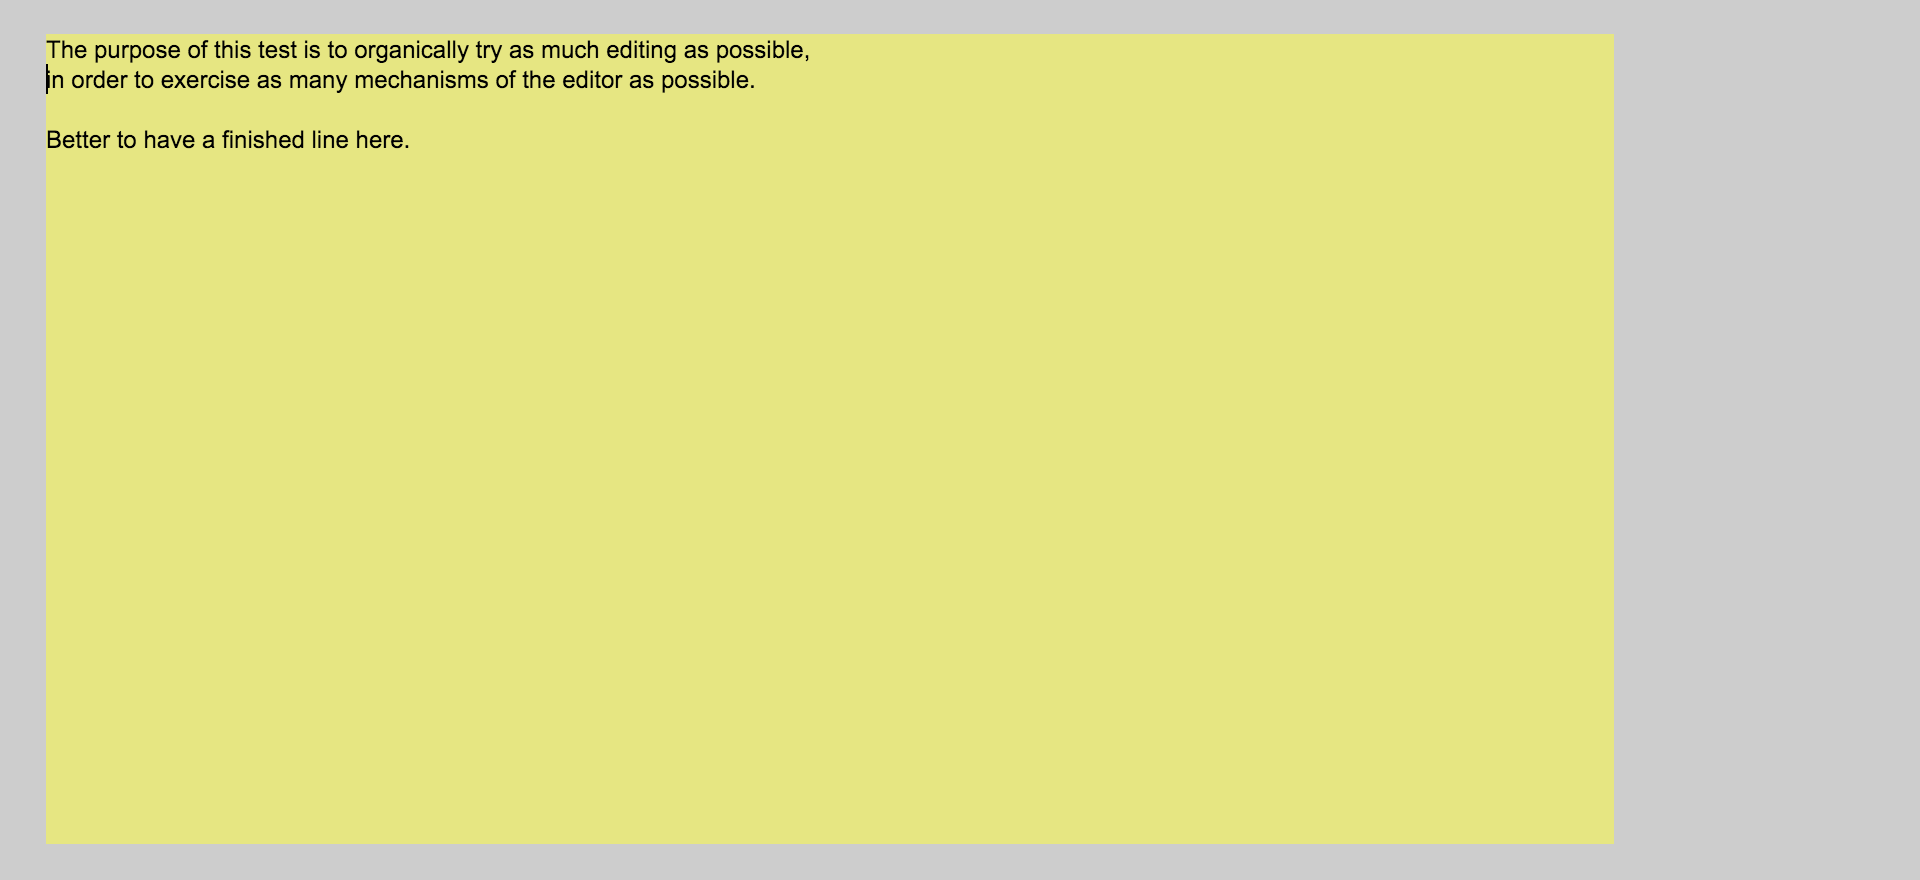 The purpose of this test is to organically try as much editing as possible,
in order to exercise as many mechanisms of the editor as possible.

Better to have a finished line here.